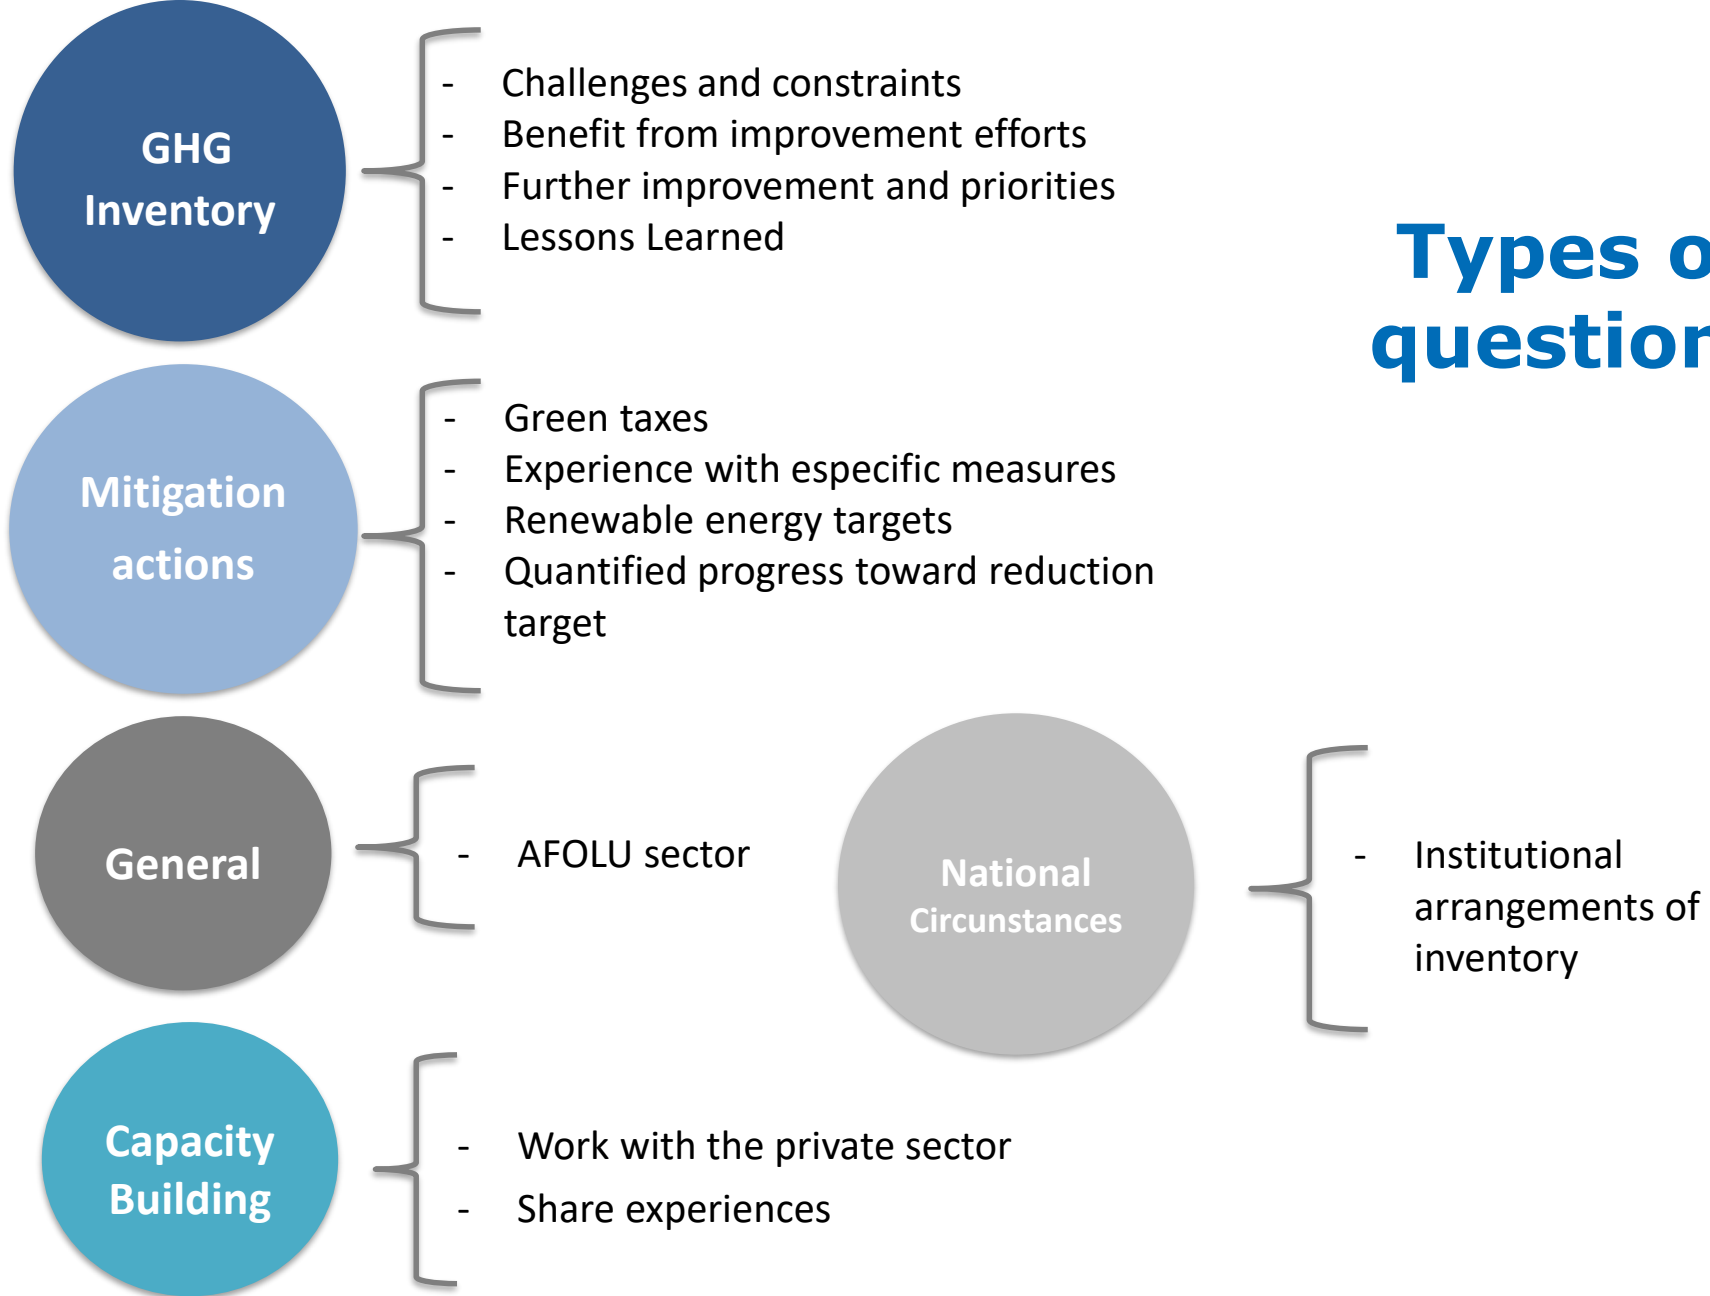 GHG
Inventory
- Challenges and constraints
- Benefit from improvement efforts
- Further improvement and priorities
- Lessons Learned
Types o
question
Mitigation
actions
- Green taxes
- Experience with especific measures
- Renewable energy targets
- Quantified progress toward reduction
target
General
- AFOLU sector
National
Circunstances
- Institutional
arrangements of
inventory
Capacity
Building
- Work with the private sector
- Share experiences